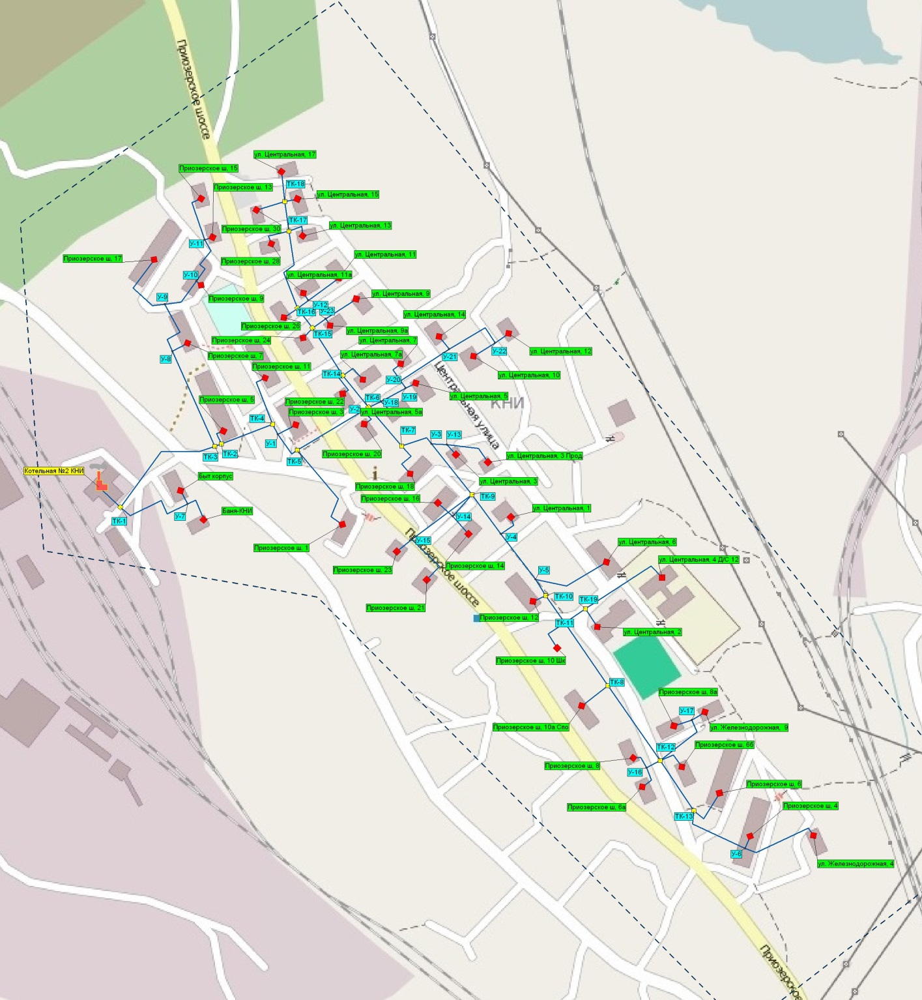 Приозерское шоссе
ул. Центральная, 17
Приозерское ш, 15
ТК-18
Приозерское ш, 13
ул. Центральная, 15
ТК-17
ул. Центральная, 13
Приозерское ш, 30
У-11
ул. Центральная, 11
Приозерское ш, 17
Приозерское ш, 28
У-10
ул. Центральная, 11а
ул. Центральная, 9
У-9
Приозерское ш, 9
У-12
ТК-16
У-23
ул. Центральная, 14
Приозерское ш, 26
ул. Центральная, 9а
ТК-15
Приозерское ш, 24
ул. Центральная, 7
У-22
ул. Центральная, 12
Приозерское ш, 7
ул. Центральная, 7а
У-21
У-8
Приозерское ш, 11
ТК-14
ул. Центральная, 10
У-20
Центральная улица
Приозерское ш, 5
ТК-6
У-19
ул. Центральная, 5
Приозерское ш, 22
У-18
КНИ
Приозерское ш, 3
У-2
ул. Центральная, 5а
ТК-4
ТК-7
У-3
У-13
У-1
ТК-3
ТК-2
Приозерское ш, 20
ул. Центральная, 3 Прод
ТК-5
Котельная №2 КНИ
Быт корпус
i
ул. Центральная, 3
Приозерское ш, 18
Приозерское ш, 16
ТК-9
ул. Центральная, 1
ТК-1
У-7
Баня-КНИ
У-14
Приозерское шоссе
У-15
У-4
ул. Центральная, 6
Приозерское ш, 1
ул. Центральная, 4 Д/С 12
Приозерское ш, 14
Приозерское ш, 23
У-5
ТК-10
ТК-19
Приозерское ш, 21
Приозерское ш, 12
ТК-11
ул. Центральная, 2
Приозерское ш, 10 Шк
ТК-8
Приозерское ш, 8а
У-17
Приозерское ш, 10а Спо
ул. Железнодорожная, 9
ТК-12
Приозерское ш, 6б
Приозерское ш, 8
У-16
Приозерское ш, 6
Приозерское ш, 6а
Приозерское ш, 4
ТК-13
У-6
ул. Железнодорожная, 4
Приозерское